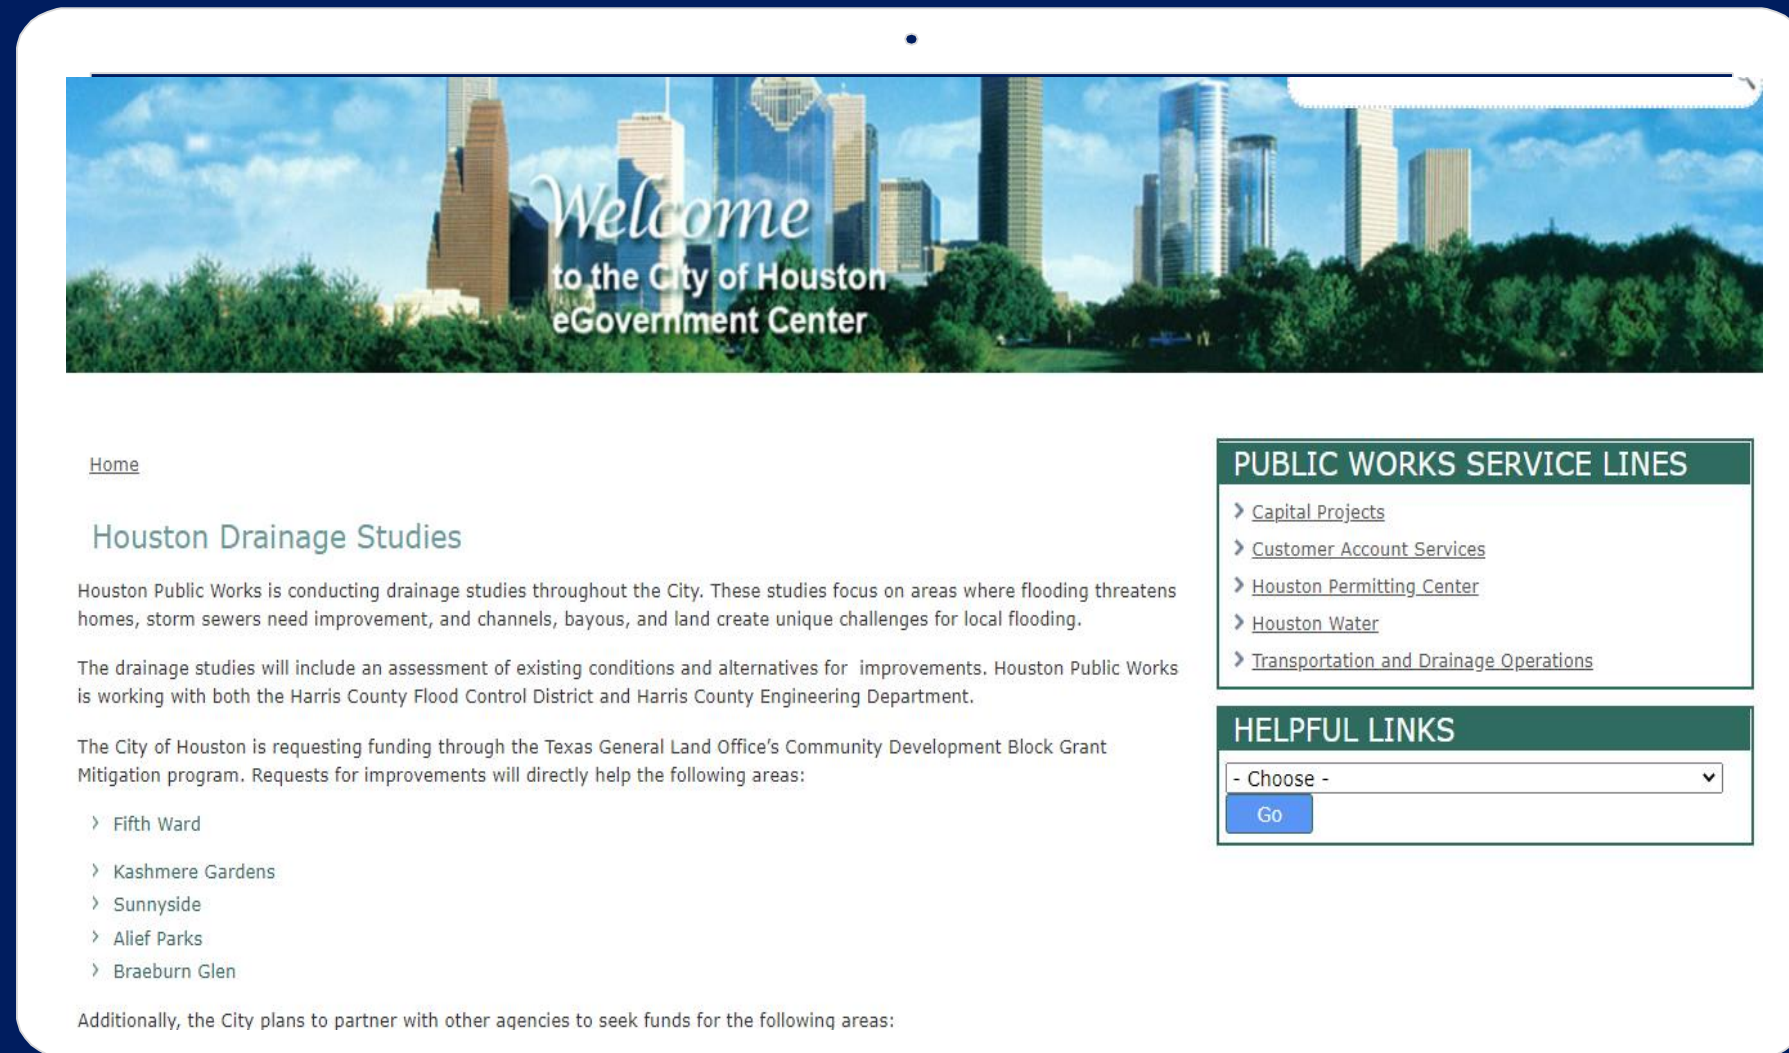 Welcome
to the City of Houston
eGovernment Center
Home
Houston Drainage Studies
Houston Public Works is conducting drainage studies throughout the City. These studies focus on areas where flooding threatens
homes, storm sewers need improvement, and channels, bayous, and land create unique challenges for local flooding.
The drainage studies will include an assessment of existing conditions and alternatives for improvements. Houston Public Works
is working with both the Harris County Flood Control District and Harris County Engineering Department.
The City of Houston is requesting funding through the Texas General Land Office's Community Development Block Grant
Mitigation program. Requests for improvements will directly help the following areas:
Fifth Ward
Kashmere Gardens
Sunnyside
Alief Parks
Braeburn Glen
Additionally, the City plans to partner with other agencies to seek funds for the following areas:
PUBLIC WORKS SERVICE LINES
Capital Projects
Customer Account Services
Houston Permitting Center
Houston Water
Transportation and Drainage Operations
HELPFUL LINKS
- Choose -
Go